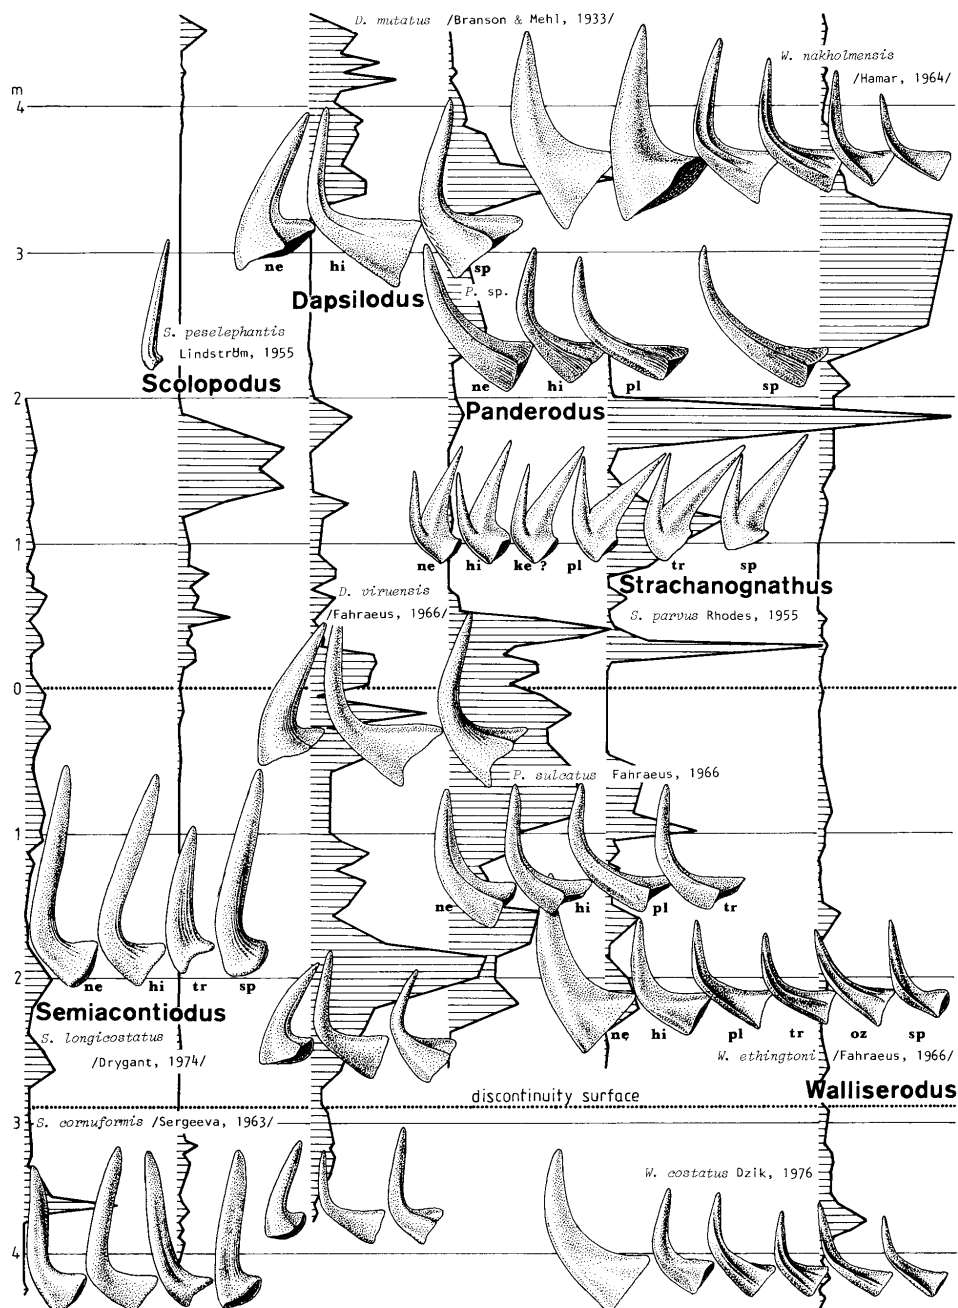 D. mutatus /Branson & Mehl, 1933/
W. nakholmensis
/Hamar, 1964/
m
4
ne hi sp
3
Dapsilodus
P. sp.
S. peselephantis
Lindström, 1955
Scolopodus
ne hi pl sp
2
Panderodus
1
ne hi ke ? pl tr sp
Strachanognathus
D. viruensis
/Fahraeus, 1966/
S. parvus Rhodes, 1955
0
P. sulcatus Fahraeus, 1966
1
ne hi pl tr
2
ne hi tr sp
Semiacontiodus
S. longicostatus
/Drygant, 1974/
ne hi pl tr oz sp
W. ethingtoni /Fahraeus, 1966/
Walliserodus
discontinuity surface
3
S. cornuformis /Sergeeva, 1963/
W. costatus Dzik, 1976
4